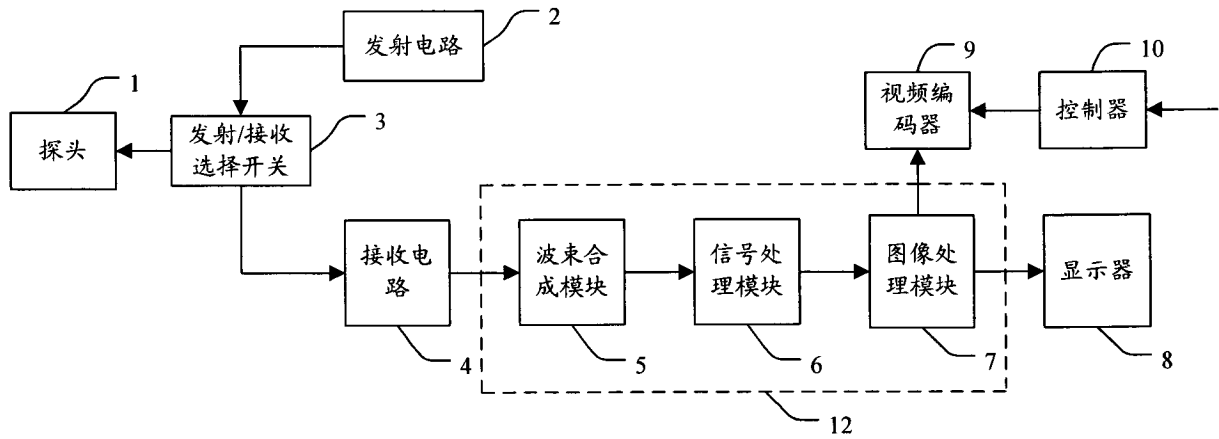 发射电路
2
1
探头
发射/接收
选择开关
3
9
视频编
码器
10
控制器
接收电
路
4
波束合
成模块
5
信号处
理模块
6
图像处
理模块
7
显示器
8
12